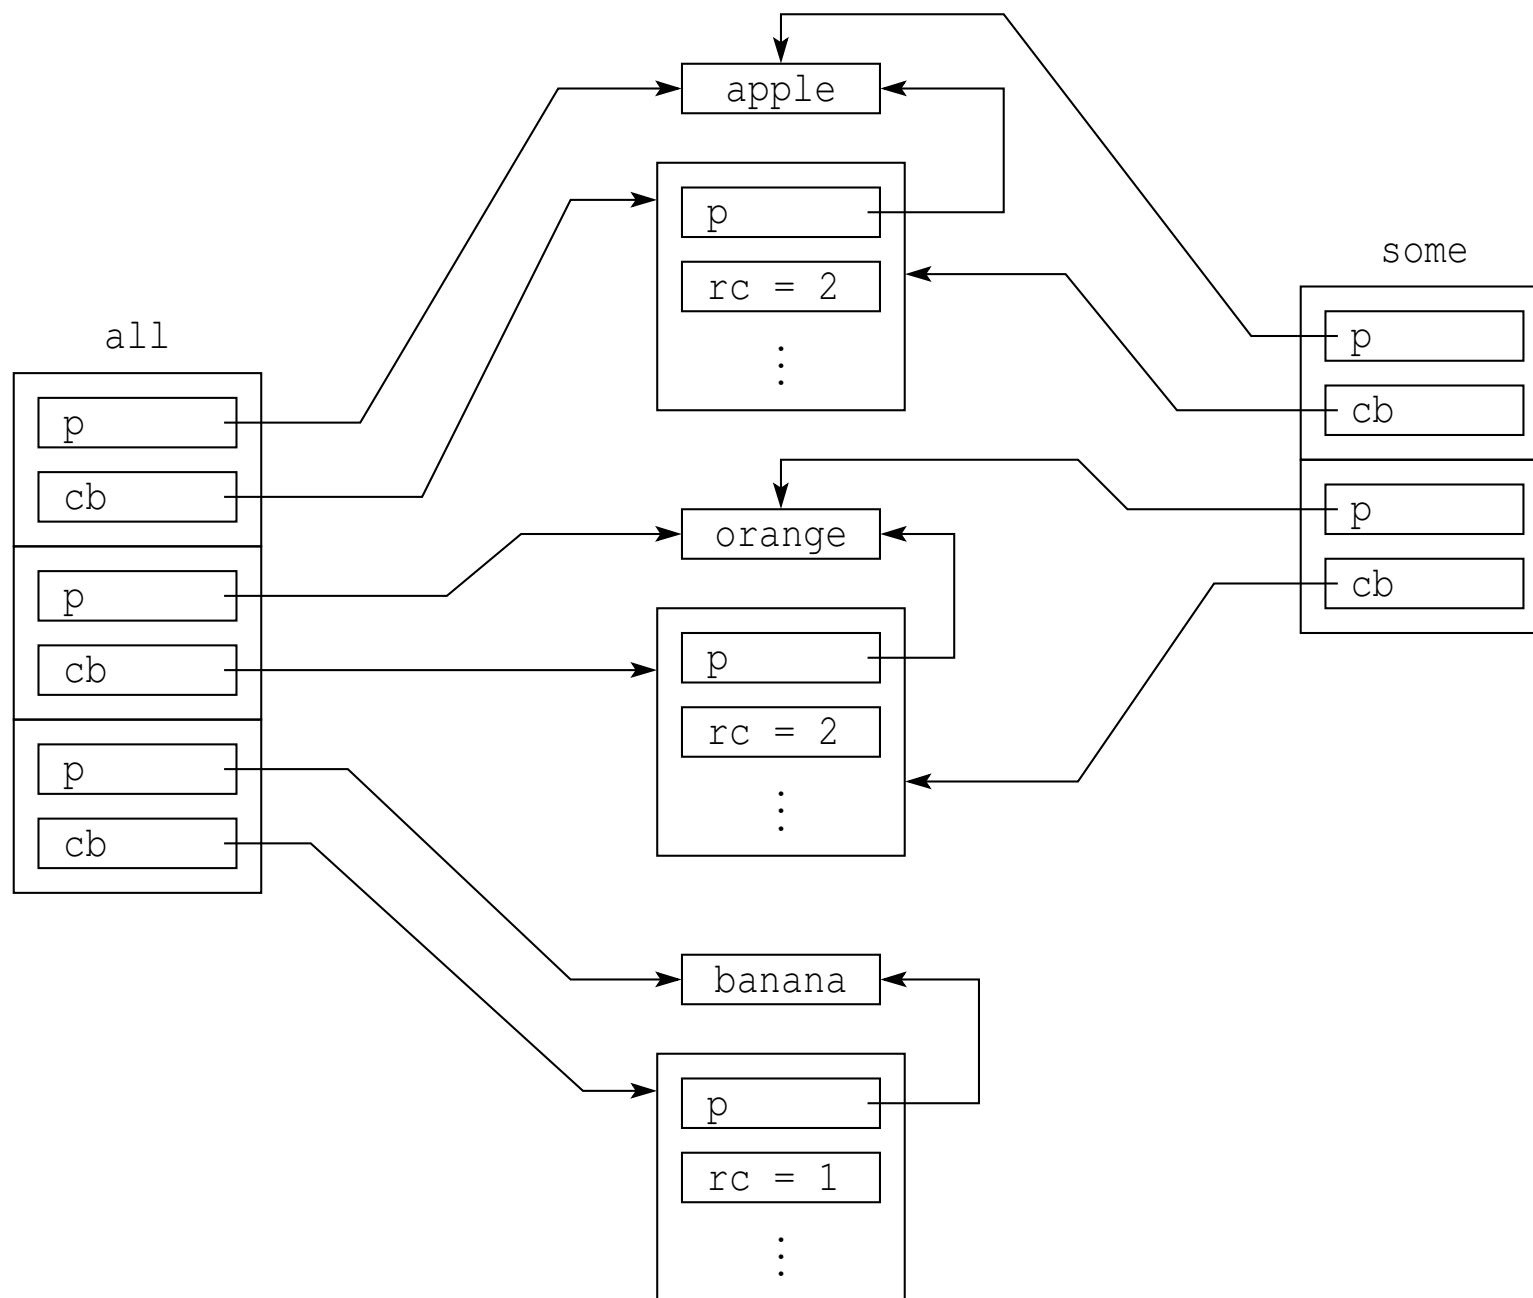 apple
p
rc = 2
⋮
some
p
cb
p
cb
all
p
cb
p
cb
p
cb
orange
p
rc = 2
⋮
banana
p
rc = 1
⋮